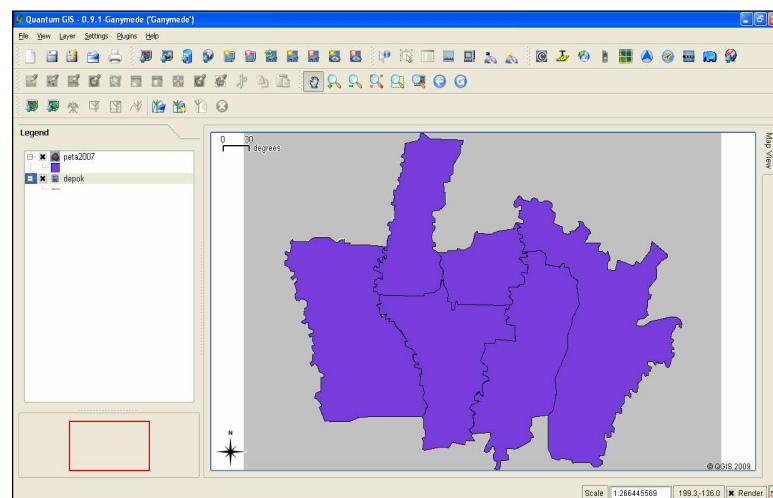 Quantum GIS - 0.9.1-Ganymede ('Ganymede')
File View Layer Settings Plugins Help
Legend
peta2007
depok
0 30
degrees
Map View
N
© QGIS 2009
Scale 1:266445569 199.3,-136.0 Render